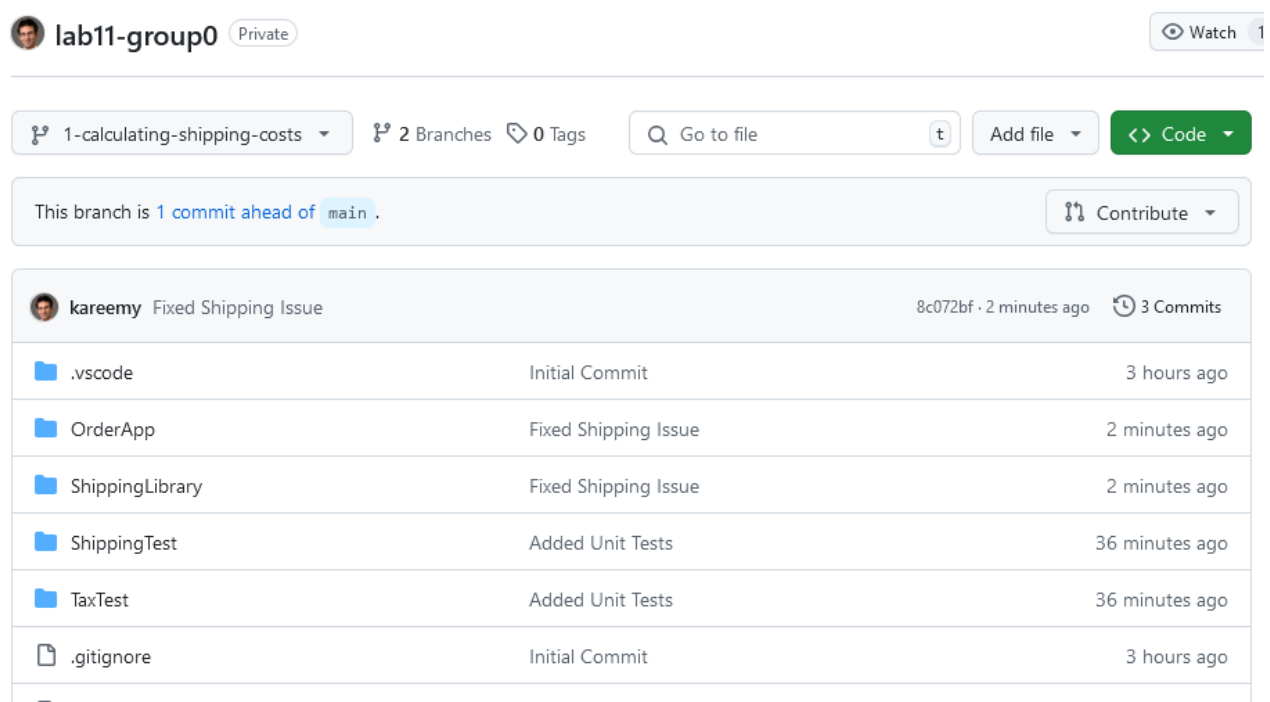 lab11-group0 Private Watch 1
1-calculating-shipping-costs 2 Branches 0 Tags Go to file t Add file <> Code
This branch is 1 commit ahead of main .
Contribute
kareemy Fixed Shipping Issue 8c072bf · 2 minutes ago 3 Commits
.vscode Initial Commit 3 hours ago
OrderApp Fixed Shipping Issue 2 minutes ago
ShippingLibrary Fixed Shipping Issue 2 minutes ago
ShippingTest Added Unit Tests 36 minutes ago
TaxTest Added Unit Tests 36 minutes ago
.gitignore Initial Commit 3 hours ago